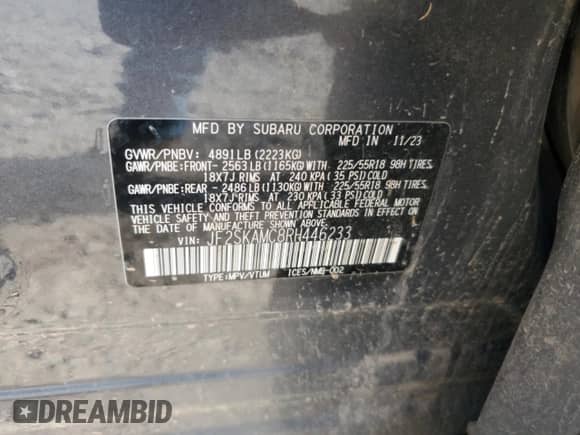 MFD BY SUBARU CORPORATION
MFD IN 11/23
GVWR/PNBV: 4891LB(2223KG)
GAWR/PNBE:FRONT- 2563LB(1165KG)WITH 225/55R18 98H TIRES,
18X7J RIMS AT 240 KPA(35 PSI)COLD
GAWR/PNBE:REAR - 2486LB(1130KG)WITH 225/55R18 98H TIRES,
18X7J RIMS AT 230 KPA(33 PSI)COLD
THIS VEHICLE CONFORMS TO ALL APPLICABLE FEDERAL MOTOR
VEHICLE SAFETY AND THEFT PREVENTION STANDARDS IN EFFECT ON
THE DATE OF MANUFACTURE SHOWN ABOVE.
VIN: JF2SKAMC8RH446233
TYPE:MPV/VTUM ICES/NMB-002
DREAMBID